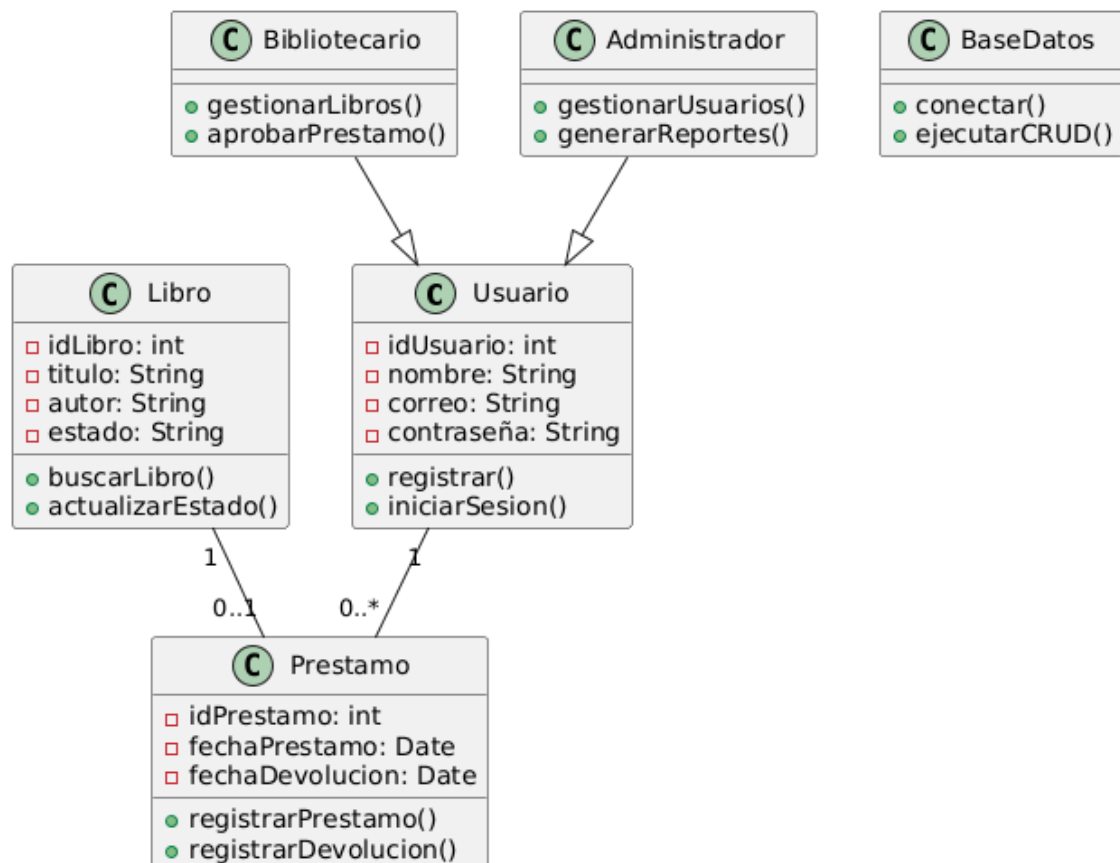 C Bibliotecario
gestionarLibros()
aprobarPrestamo()
C Administrador
gestionarUsuarios()
generarReportes()
C BaseDatos
conectar()
ejecutarCRUD()
C Libro
idLibro: int
titulo: String
autor: String
estado: String
buscarLibro()
actualizarEstado()
C Usuario
idUsuario: int
nombre: String
correo: String
contraseña: String
registrar()
iniciarSesion()
1
1
0..1
0..*
C Prestamo
idPrestamo: int
fechaPrestamo: Date
fechaDevolucion: Date
registrarPrestamo()
registrarDevolucion()